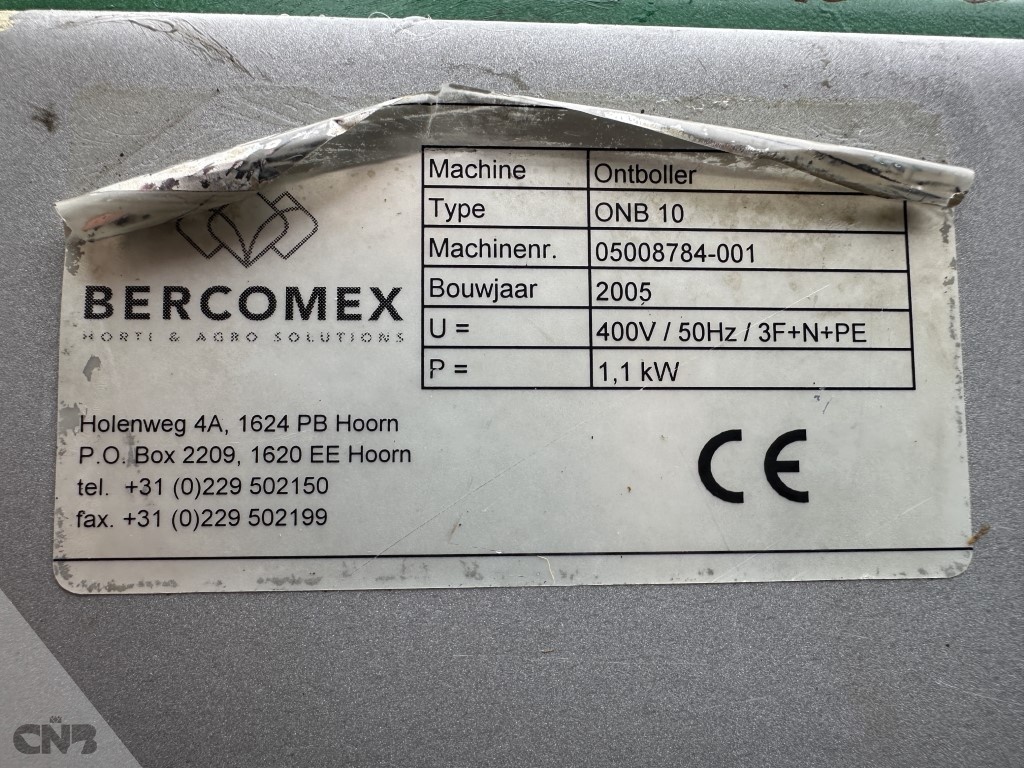 Machine Ontboller
Type ONB 10
Machinenr. 05008784-001
Bouwjaar 2005
U = 400V / 50Hz / 3F+N+PE
P = 1,1 kW
BERCOMEX
HORTI & AGRO SOLUTIONS
Holenweg 4A, 1624 PB Hoorn
P.O. Box 2209, 1620 EE Hoorn
tel. +31 (0)229 502150
fax. +31 (0)229 502199
CE
CNB